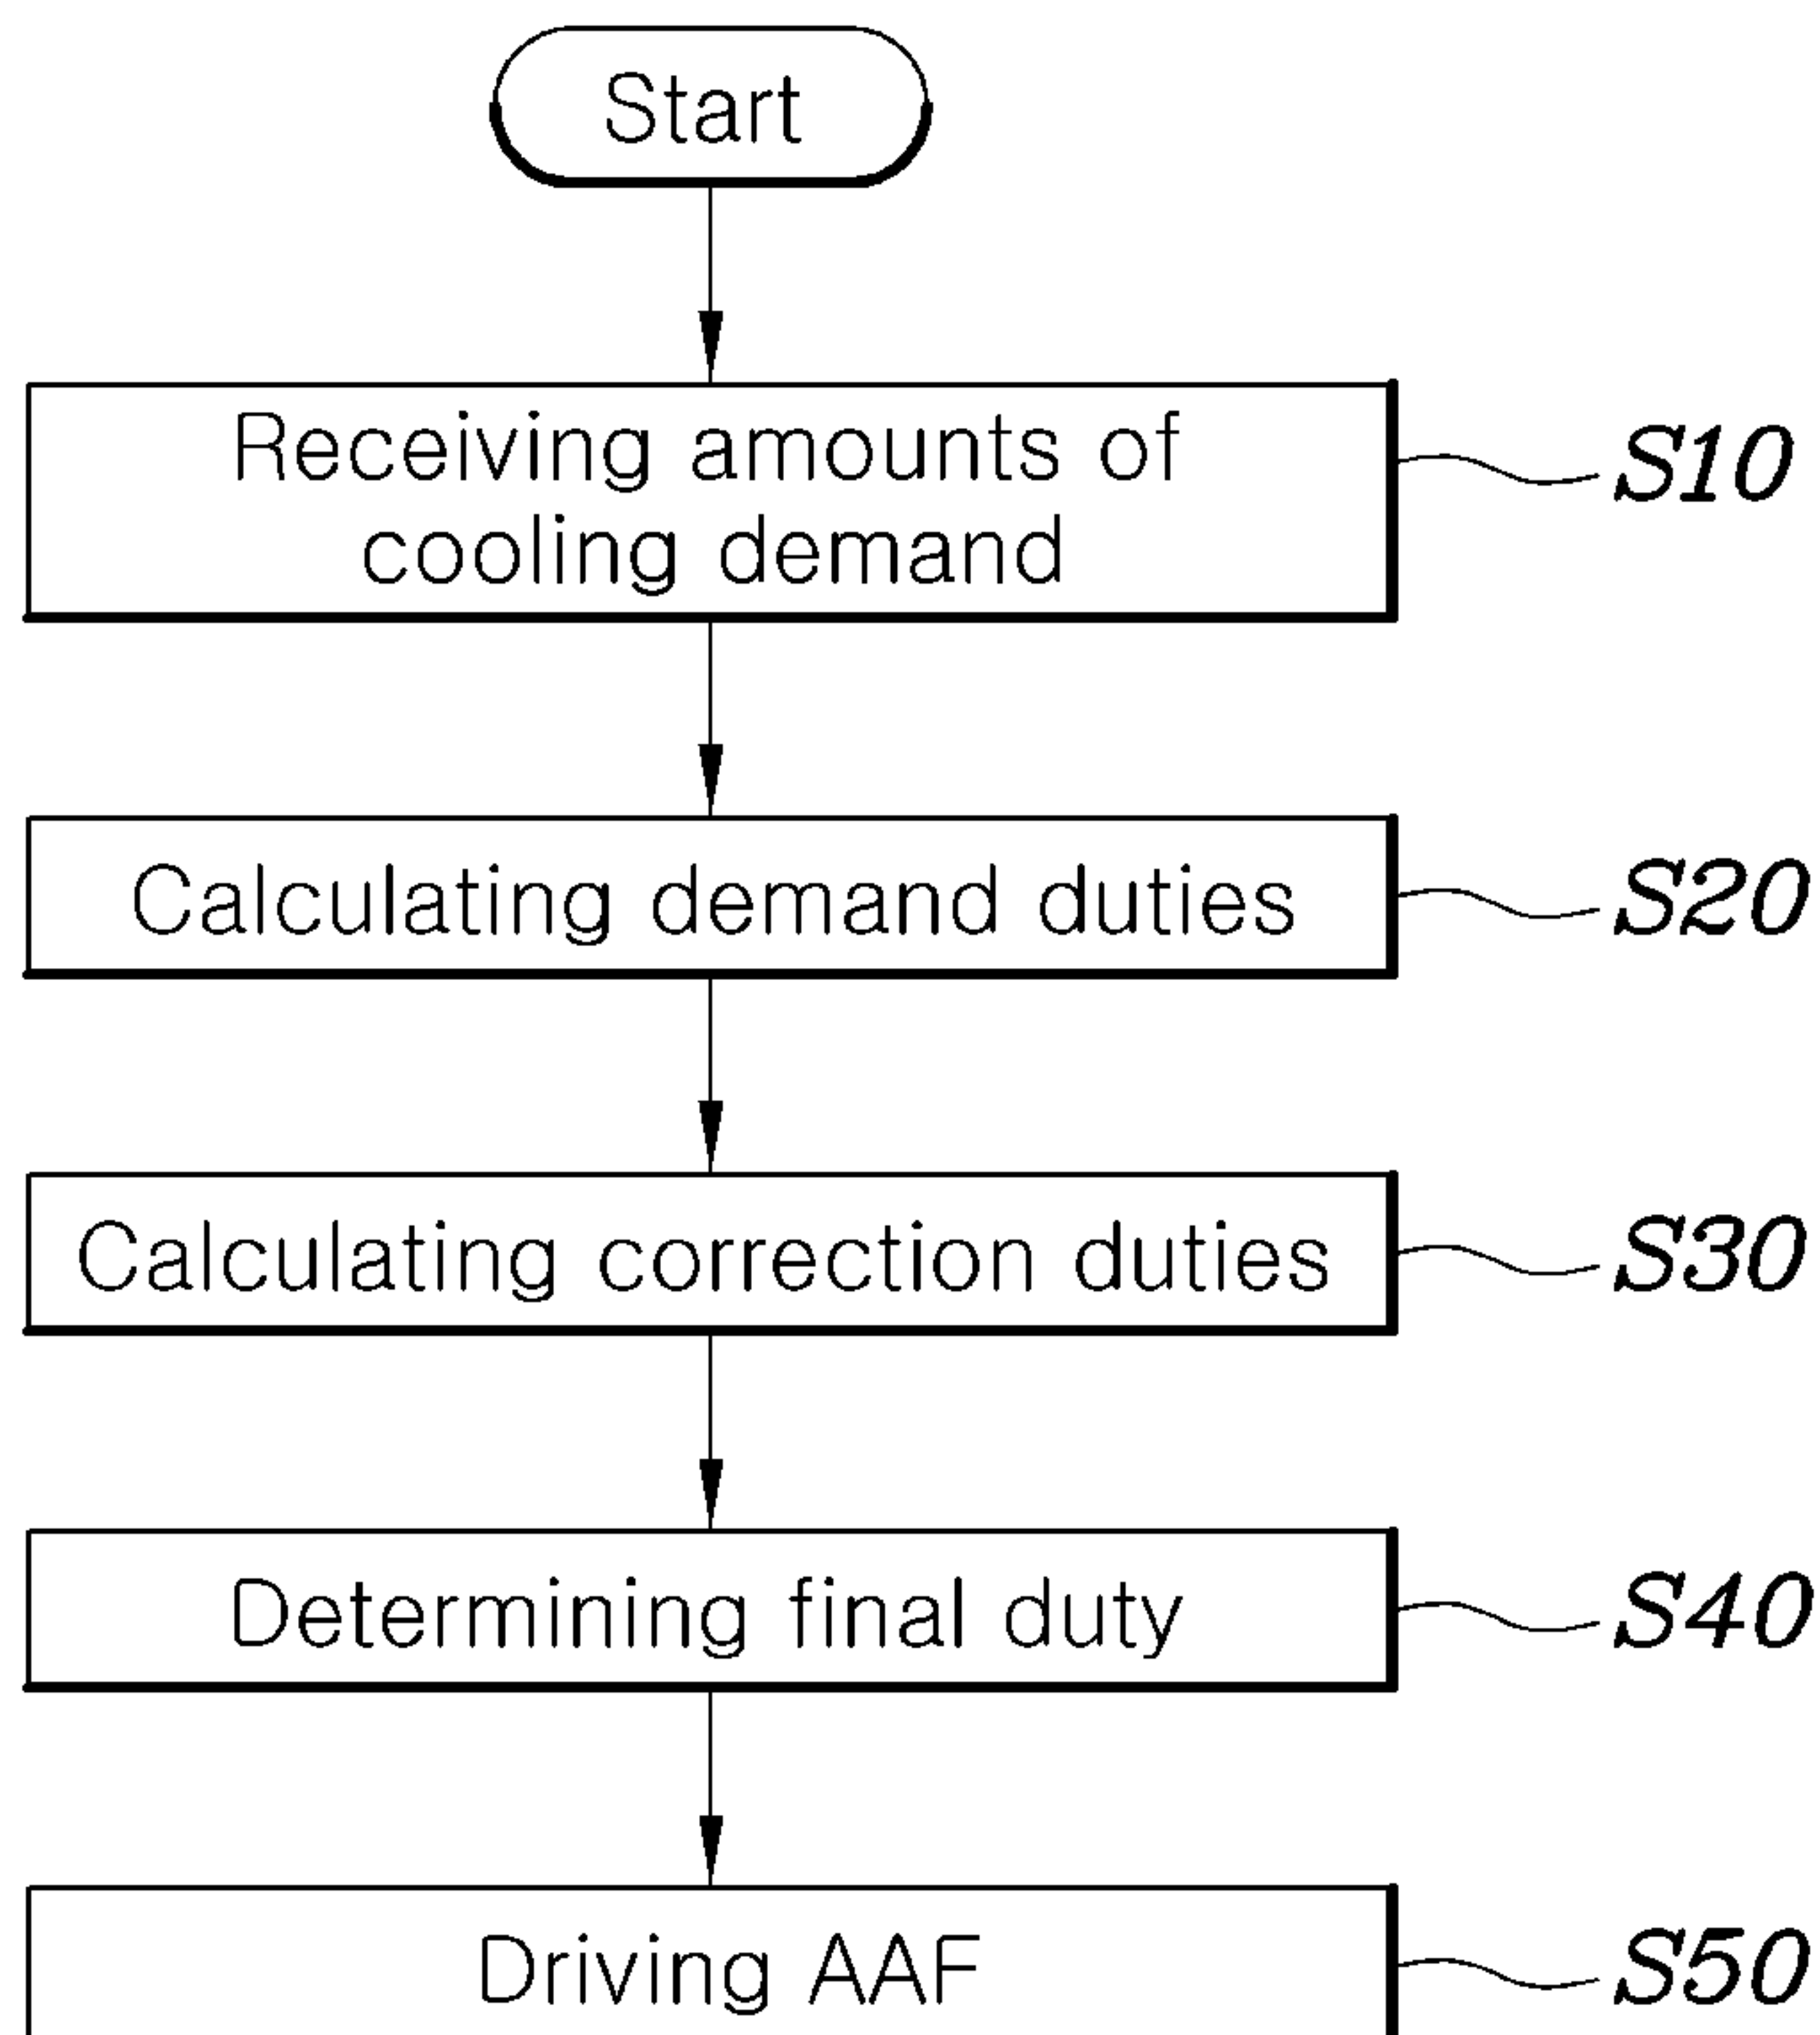 Start
Receiving amounts of
cooling demand
S10
Calculating demand duties
S20
Calculating correction duties
S30
Determining final duty
S40
Driving AAF
S50